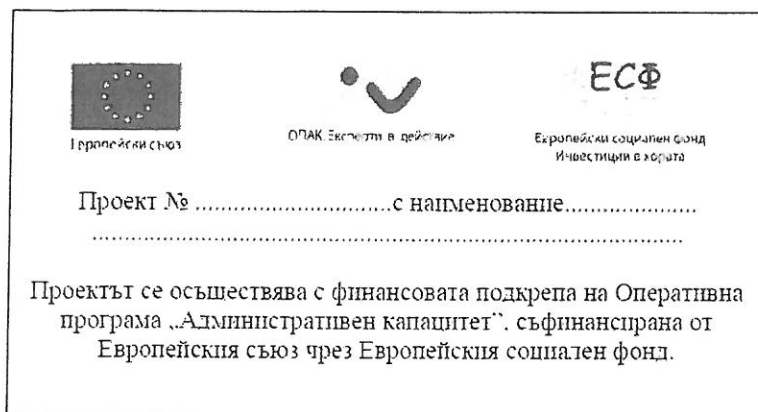 ЕСФ
Европейски съюз
ОПАК. Експерти в действие
Европейски социален фонд
Инвестиции в хората
Проект № ...............................с наименование.....................
...............................................................................................
Проектът се осъществява с финансовата подкрепа на Оперативна
програма „Административен капацитет”, съфинансирана от
Европейския съюз чрез Европейския социален фонд.